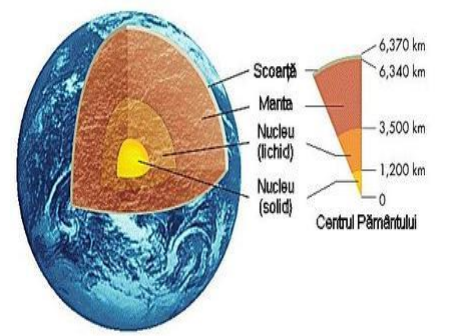 Scoarță
Manta
Nucleu
(lichid)
Nucleu
(solid)
6,370 km
6,340 km
3,500 km
1,200 km
0
Centrul Pământului